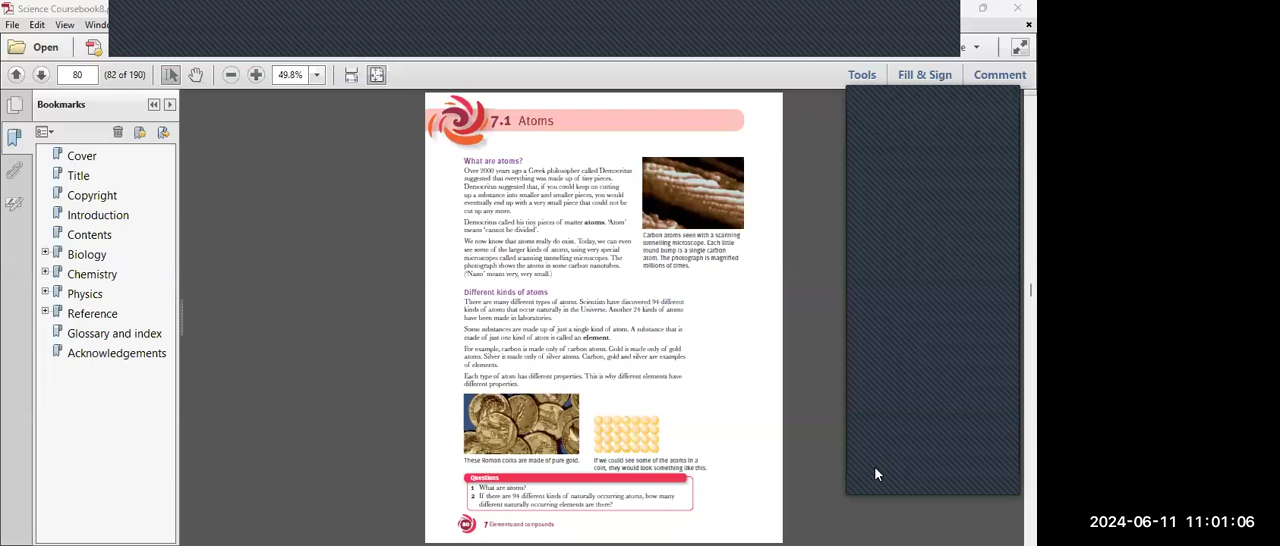 Science Coursebook8.p
File Edit View Windo
Open
80 (82 of 190) 49.8% Tools Fill & Sign Comment
Bookmarks
Cover
Title
Copyright
Introduction
Contents
Biology
Chemistry
Physics
Reference
Glossary and index
Acknowledgements
7.1 Atoms
What are atoms?
Over 2000 years ago a Greek philosopher called Democritus
suggested that everything was made up of tiny pieces.
Democritus suggested that, if you could keep on cutting
up a substance into smaller and smaller pieces, you would
eventually end up with a very small piece that could not be
cut up any more.
Democritus called his tiny pieces of matter atoms. 'Atom'
means 'cannot be divided'.
We now know that atoms really do exist. Today, we can even
see some of the larger kinds of atoms, using very special
microscopes called scanning tunnelling microscopes. The
photograph shows the atoms in some carbon nanotubes.
('Nano' means very, very small.)
Carbon atoms seen with a scanning
tunnelling microscope. Each little
round bump is a single carbon
atom. The photograph is magnified
millions of times.
Different kinds of atoms
There are many different types of atoms. Scientists have discovered 94 different
kinds of atoms that occur naturally in the Universe. Another 24 kinds of atoms
have been made in laboratories.
Some substances are made up of just a single kind of atom. A substance that is
made of just one kind of atom is called an element.
For example, carbon is made only of carbon atoms. Gold is made only of gold
atoms. Silver is made only of silver atoms. Carbon, gold and silver are examples
of elements.
Each type of atom has different properties. This is why different elements have
different properties.
These Roman coins are made of pure gold.
If we could see some of the atoms in a
coin, they would look something like this.
Questions
1 What are atoms?
2 If there are 94 different kinds of naturally occurring atoms, how many
different naturally occurring elements are there?
80 7 Elements and compounds
2024-06-11 11:01:06